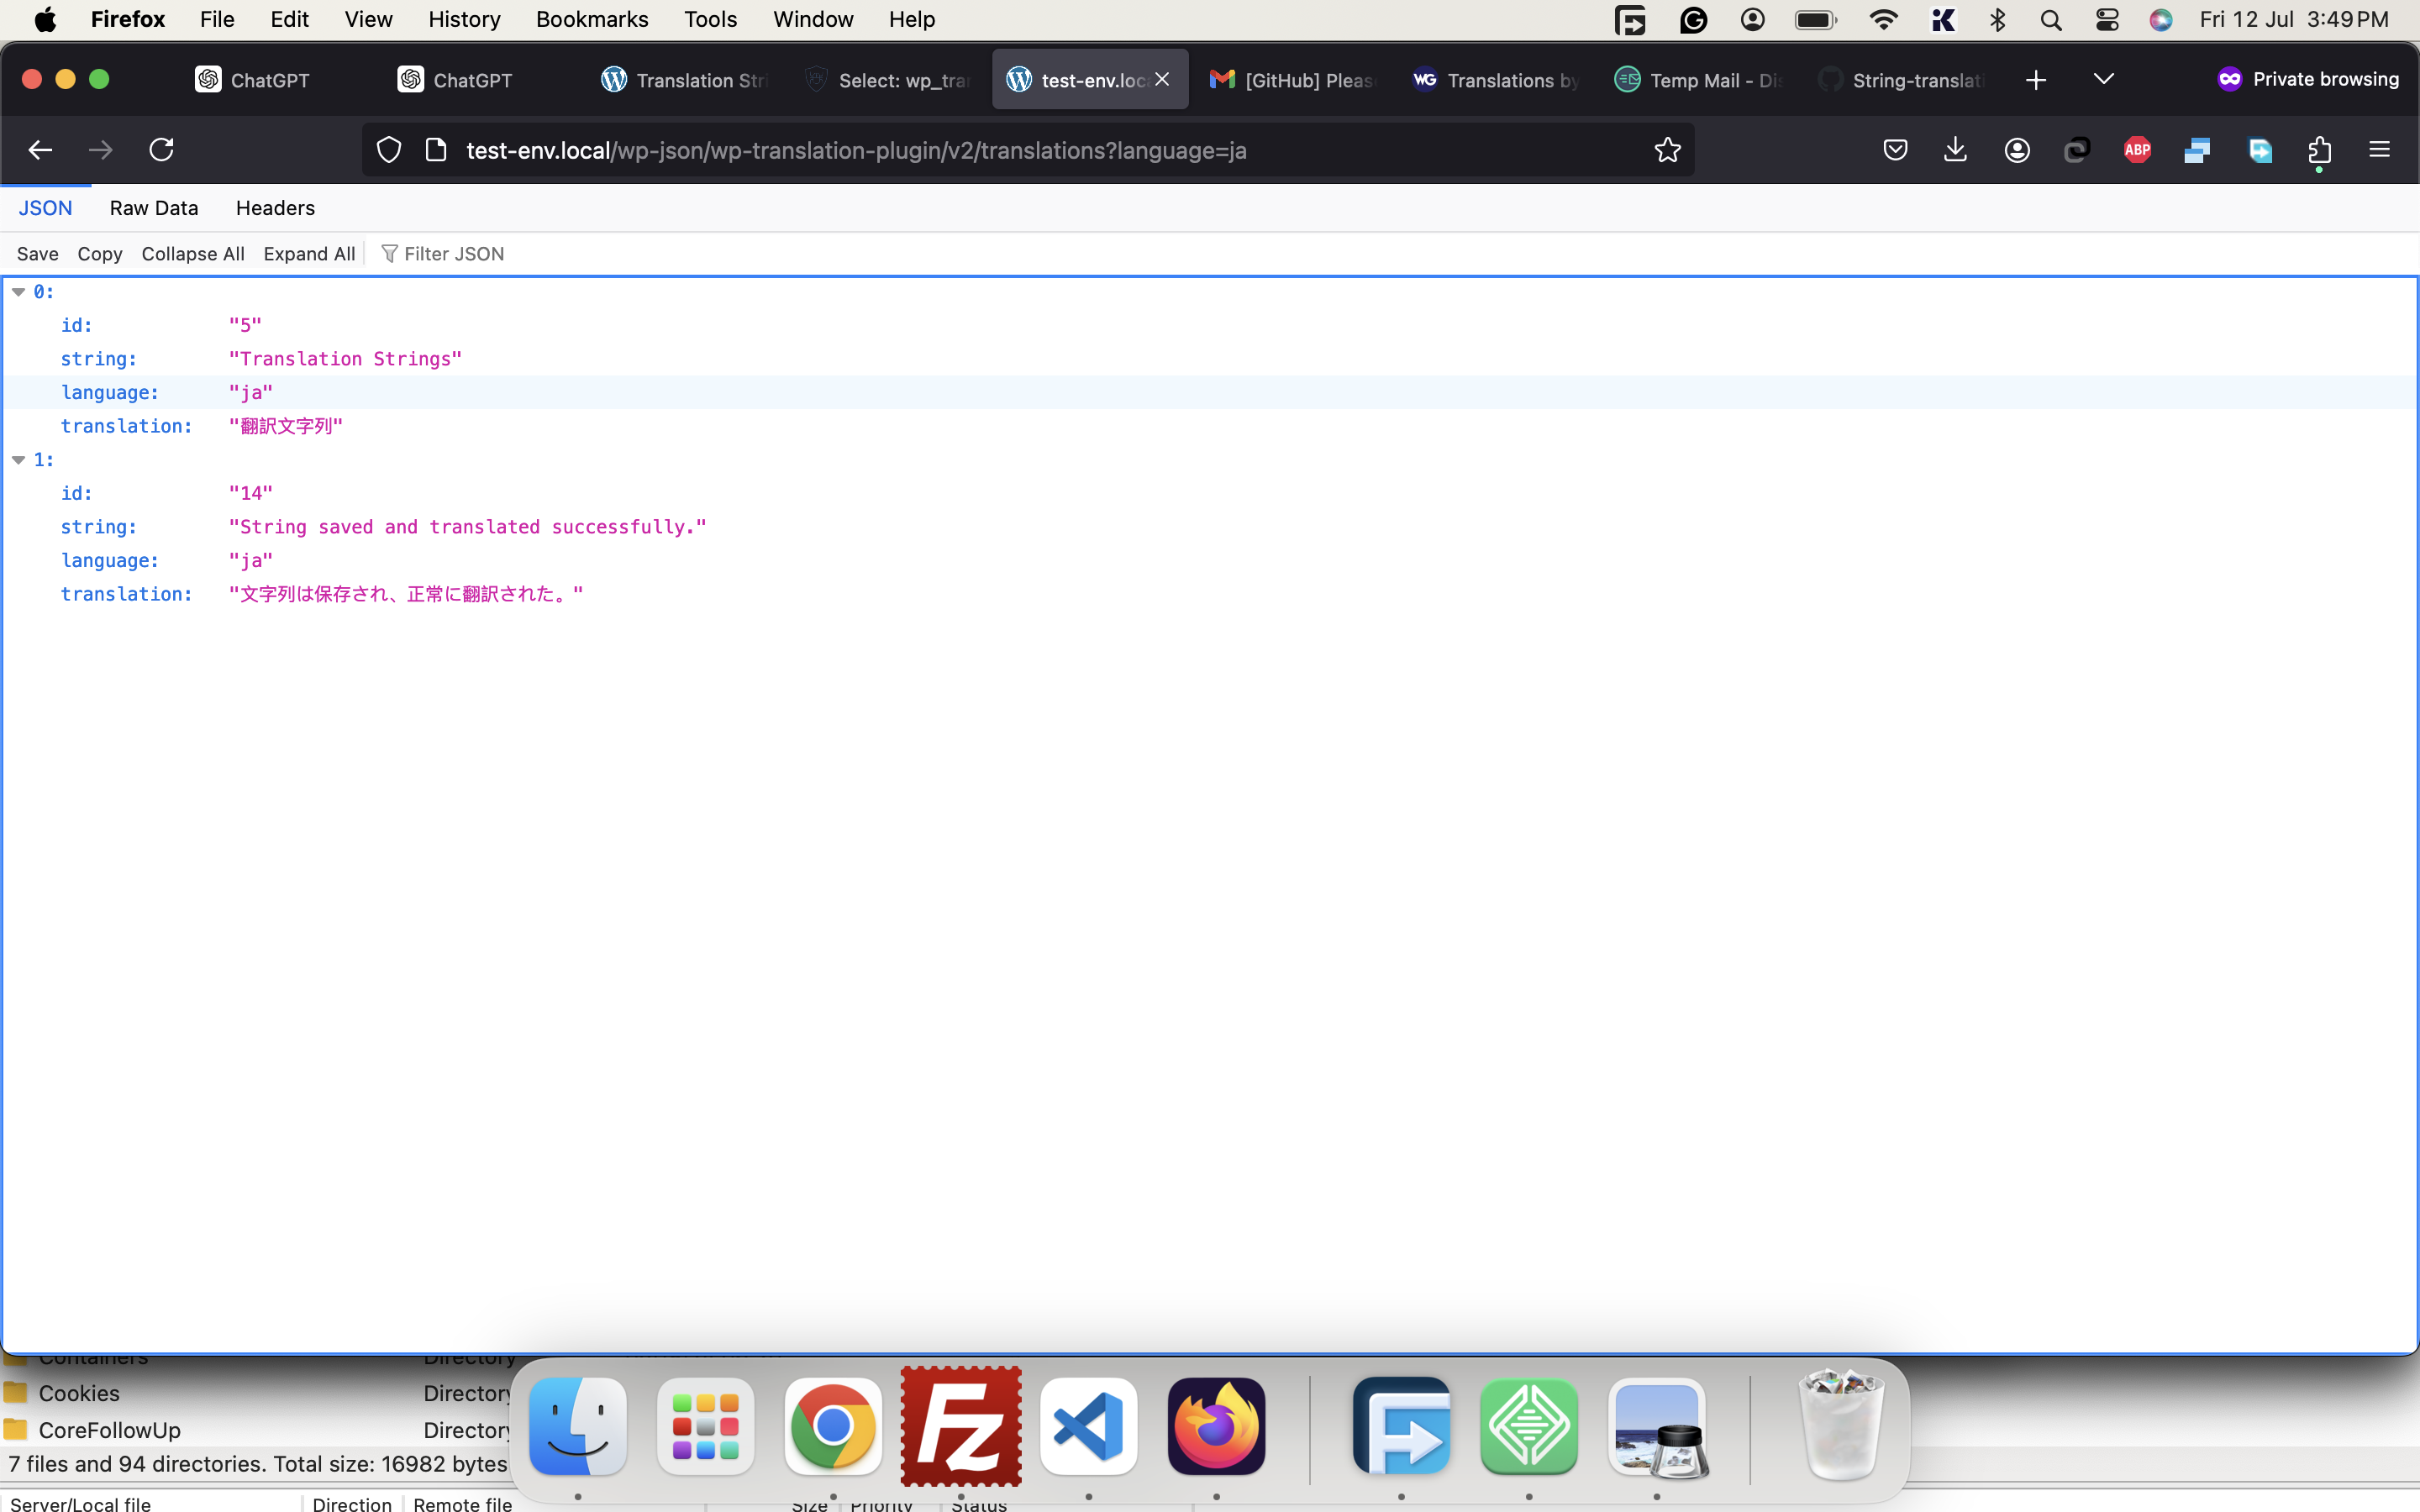 Firefox File Edit View History Bookmarks Tools Window Help Fri 12 Jul 3:49 PM
ChatGPT ChatGPT Translation Stri Select: wp_tran test-env.loc [GitHub] Pleas Translations by Temp Mail - Dis String-translati Private browsing
test-env.local/wp-json/wp-translation-plugin/v2/translations?language=ja ABP
JSON Raw Data Headers
Save Copy Collapse All Expand All Filter JSON
0:
id: "5"
string: "Translation Strings"
language: "ja"
translation: "翻訳文字列"
1:
id: "14"
string: "String saved and translated successfully."
language: "ja"
translation: "文字列は保存され、正常に翻訳された。"
Containers Directory
Cookies Directory
CoreFollowUp Directory
7 files and 94 directories. Total size: 16982 bytes
Server/Local file Direction Remote file Size Priority Status